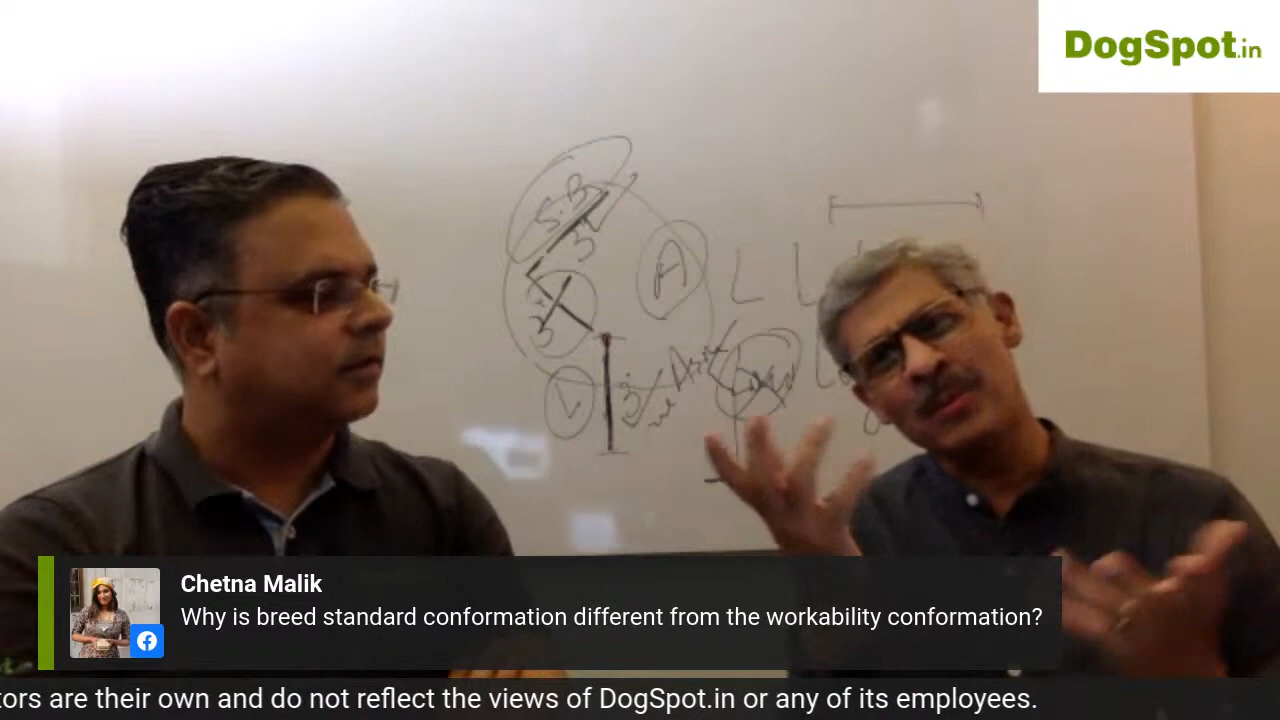 DogSpot.in
A
L L
Chetna Malik
Why is breed standard conformation different from the workability conformation?
tors are their own and do not reflect the views of DogSpot.in or any of its employees.